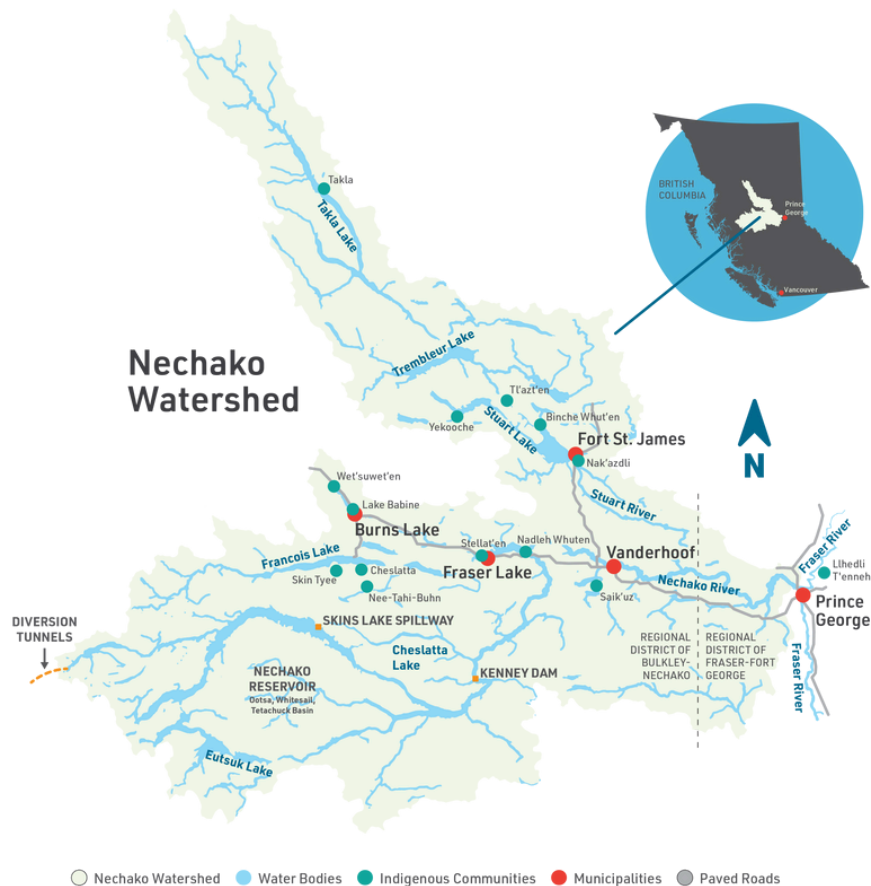 Takla
Takla Lake
BRITISH
COLUMBIA
Prince
George
Vancouver
Nechako
Watershed
Trembleur Lake
Tl'azt'en
Binche Whut'en
Yekooche
Stuart Lake
Fort St. James
Nak'azdli
N
Wet'suwet'en
Lake Babine
Burns Lake
Stuart River
Stellat'en
Nadleh Whuten
Vanderhoof
Fraser River
Francois Lake
Fraser Lake
Cheslatta
Skin Tyee
Nee-Tahi-Buhn
Saik'uz
Nechako River
Llhedli
T'enneh
Prince
George
SKINS LAKE SPILLWAY
DIVERSION
TUNNELS
Cheslatta
Lake
REGIONAL
DISTRICT OF
BULKLEY-
NECHAKO
REGIONAL
DISTRICT OF
FRASER-FORT
GEORGE
Fraser River
NECHAKO
RESERVOIR
Ootsa, Whitesail,
Tetachuck Basin
KENNEY DAM
Eutsuk Lake
Nechako Watershed
Water Bodies
Indigenous Communities
Municipalities
Paved Roads